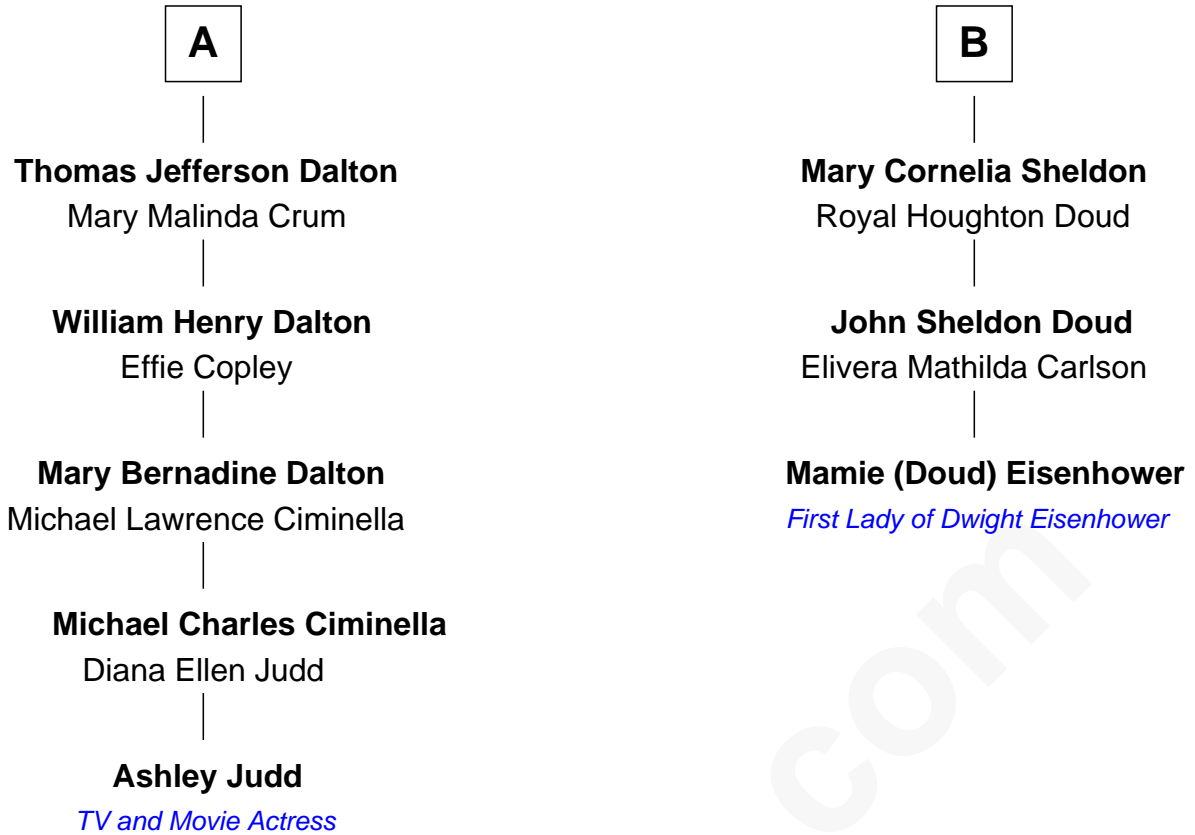 A
Thomas Jefferson Dalton
Mary Malinda Crum
William Henry Dalton
Effie Copley
Mary Bernadine Dalton
Michael Lawrence Ciminella
Michael Charles Ciminella
Diana Ellen Judd
Ashley Judd
TV and Movie Actress
B
Mary Cornelia Sheldon
Royal Houghton Doud
John Sheldon Doud
Elivera Mathilda Carlson
Mamie (Doud) Eisenhower
First Lady of Dwight Eisenhower
com